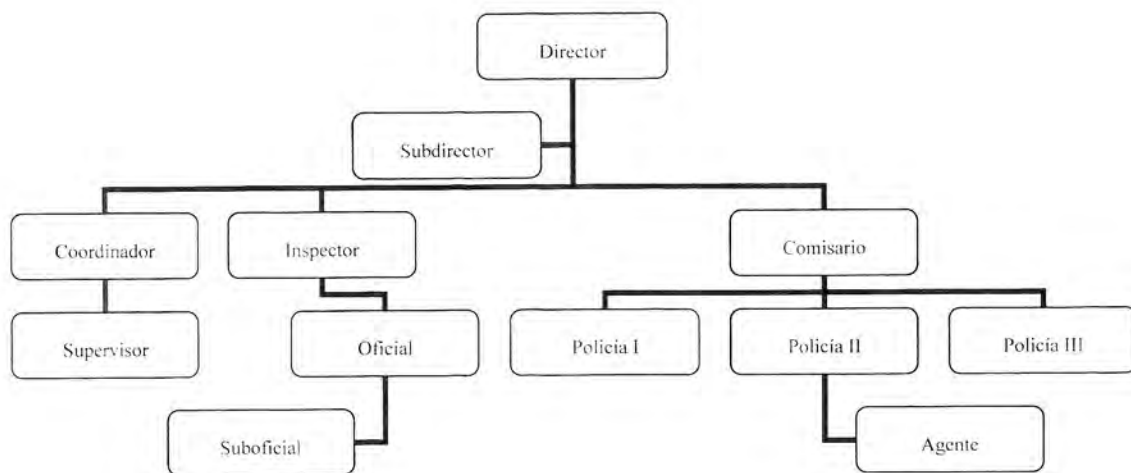 Director
Subdirector
Coordinador
Inspector
Comisario
Supervisor
Oficial
Policía I
Policía II
Policía III
Suboficial
Agente